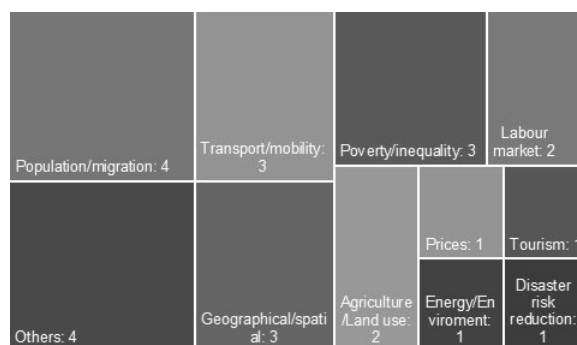 Population/migration: 4
Transport/mobility:
3
Poverty/inequality: 3
Labour
market: 2
Others: 4
Geographical/spati
al: 3
Agriculture
/Land use:
2
Prices: 1
Tourism: 1
Energy/En
viroment:
1
Disaster
risk
reduction:
1